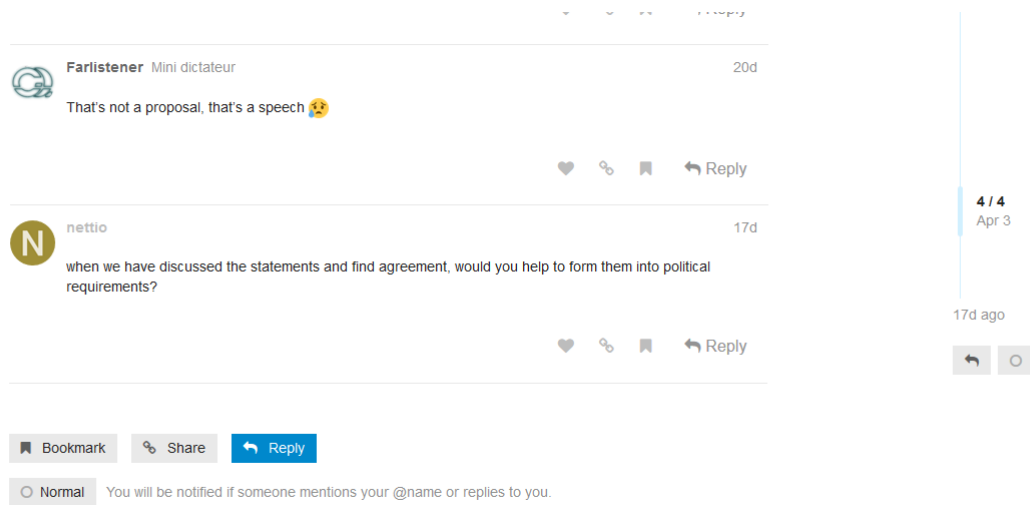 Farlistener Mini dictateur 20d
That's not a proposal, that's a speech
Reply
4 / 4
Apr 3
N
nettio 17d
when we have discussed the statements and find agreement, would you help to form them into political
requirements?
17d ago
Reply
Bookmark Share Reply
Normal You will be notified if someone mentions your @name or replies to you.